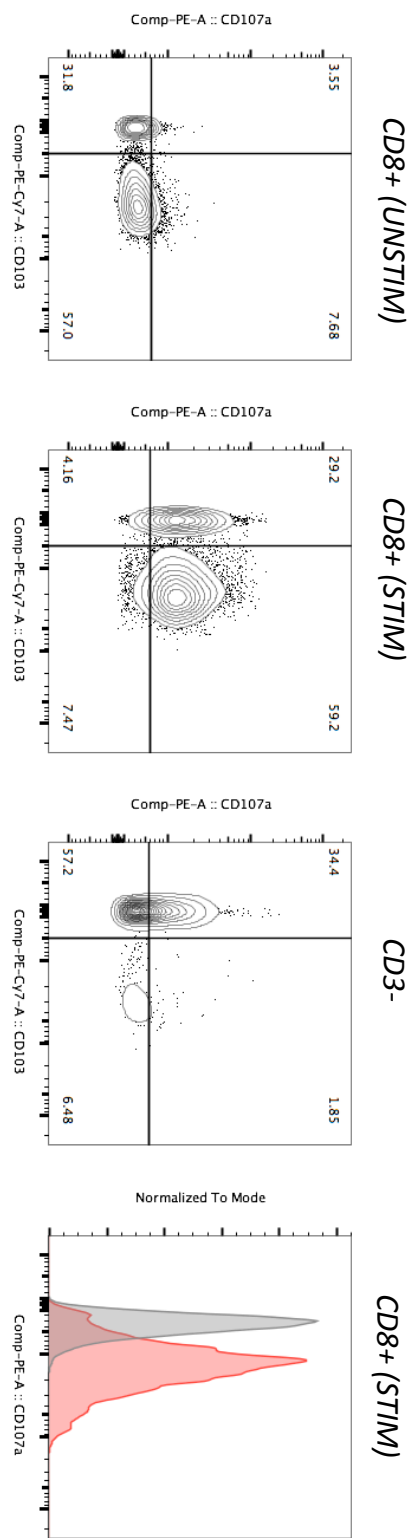 CD8+ (UNSTIM)
3.55
7.68
31.8
57.0
Comp-PE-A :: CD107a
Comp-PE-Cy7-A :: CD103
CD8+ (STIM)
29.2
59.2
4.16
7.47
Comp-PE-A :: CD107a
Comp-PE-Cy7-A :: CD103
CD3-
34.4
1.85
57.2
6.48
Comp-PE-A :: CD107a
Comp-PE-Cy7-A :: CD103
CD8+ (STIM)
Normalized To Mode
Comp-PE-A :: CD107a